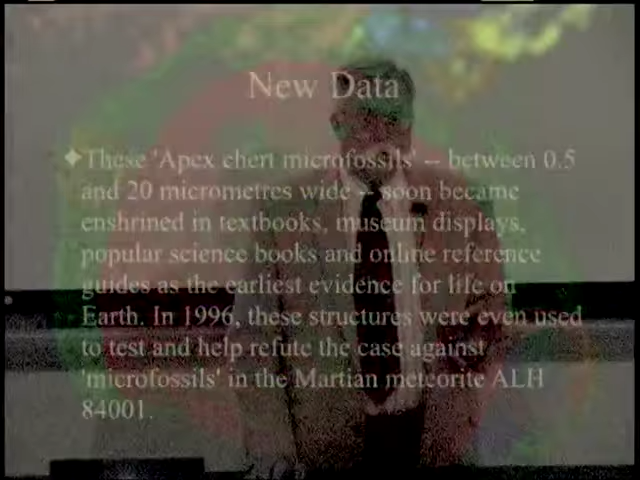 New Data
These 'Apex chert microfossils' -- between 0.5
and 20 micrometres wide -- soon became
enshrined in textbooks, museum displays,
popular science books and online reference
guides as the earliest evidence for life on
Earth. In 1996, these structures were even used
to test and help refute the case against
'microfossils' in the Martian meteorite ALH
84001.